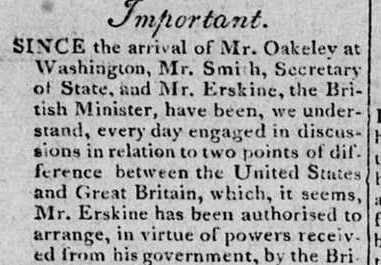 Important.
SINCE the arrival of Mr. Oakeley at
Washington, Mr. Smi h, Secretary
of State, and Mr. Erskine, the Bri-
tish Minister, have been, we under-
stand, every day engaged in discus-
sions in relation to two points of dif-
ference between the United States
and Great Britain, which, it seems,
Mr. Erskine has been authorised to
arrange, in virtue of powers receiv-
ed from his government, by the Bri-